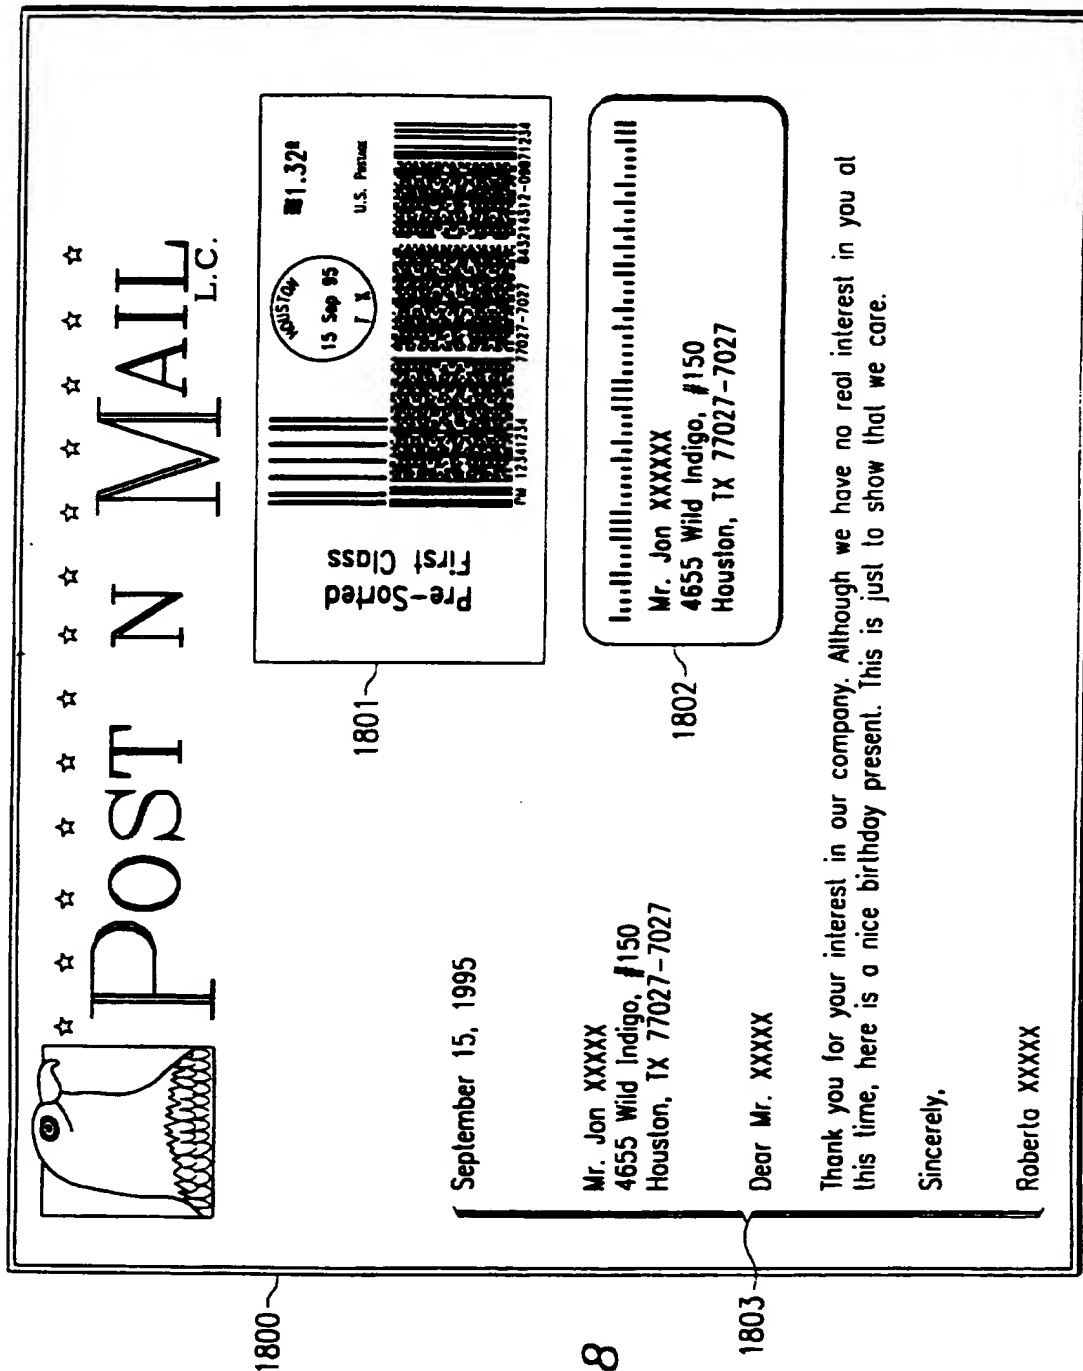 POST N MAIL
L.C.
1800
1801
Pre-Sorted
First Class
HOUSTON
15 Sep 95
TX
U.S. Postage
PM 12341234 77027-7027
1802
Mr. Jon XXXXXX
4655 Wild Indigo, #150
Houston, TX 77027-7027
September 15, 1995
Mr. Jon XXXXX
4655 Wild Indigo, #150
Houston, TX 77027-7027
Dear Mr. XXXXX
Thank you for your interest in our company. Although we have no real interest in you at
this time, here is a nice birthday present. This is just to show that we care.
Sincerely,
Roberta XXXXX
1803
8